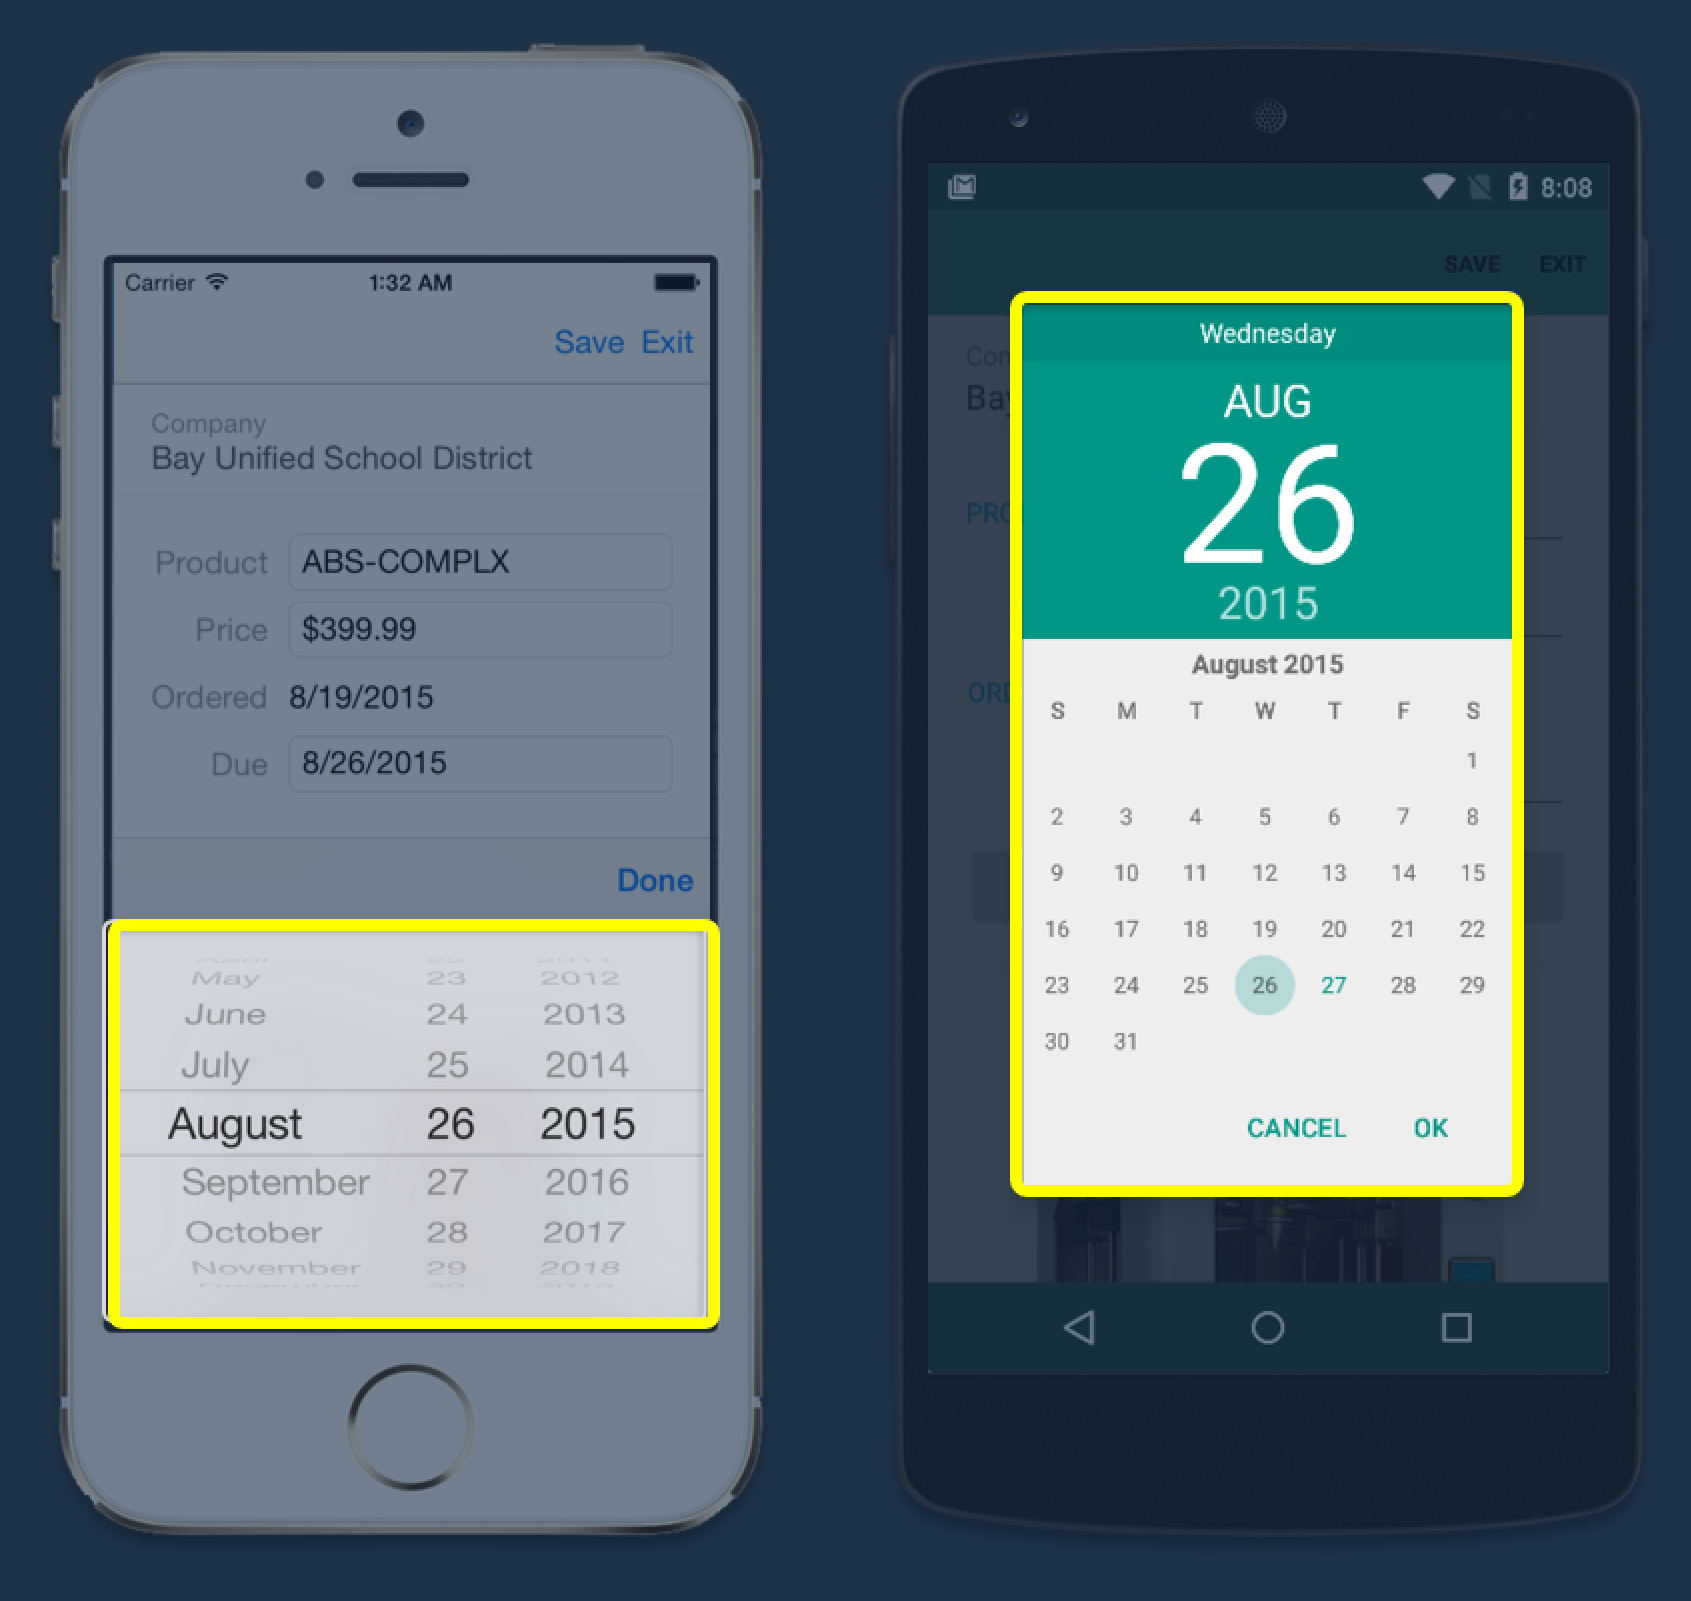 Carrier 1:32 AM
Save Exit
Company
Bay Unified School District
Product ABS-COMPLX
Price $399.99
Ordered 8/19/2015
Due 8/26/2015
Done
April 22 2011
May 23 2012
June 24 2013
July 25 2014
August 26 2015
September 27 2016
October 28 2017
November 29 2018
8:08
SAVE EXIT
Wednesday
AUG
26
2015
August 2015
S M T W T F S
1
2 3 4 5 6 7 8
9 10 11 12 13 14 15
16 17 18 19 20 21 22
23 24 25 26 27 28 29
30 31
CANCEL OK
Bay